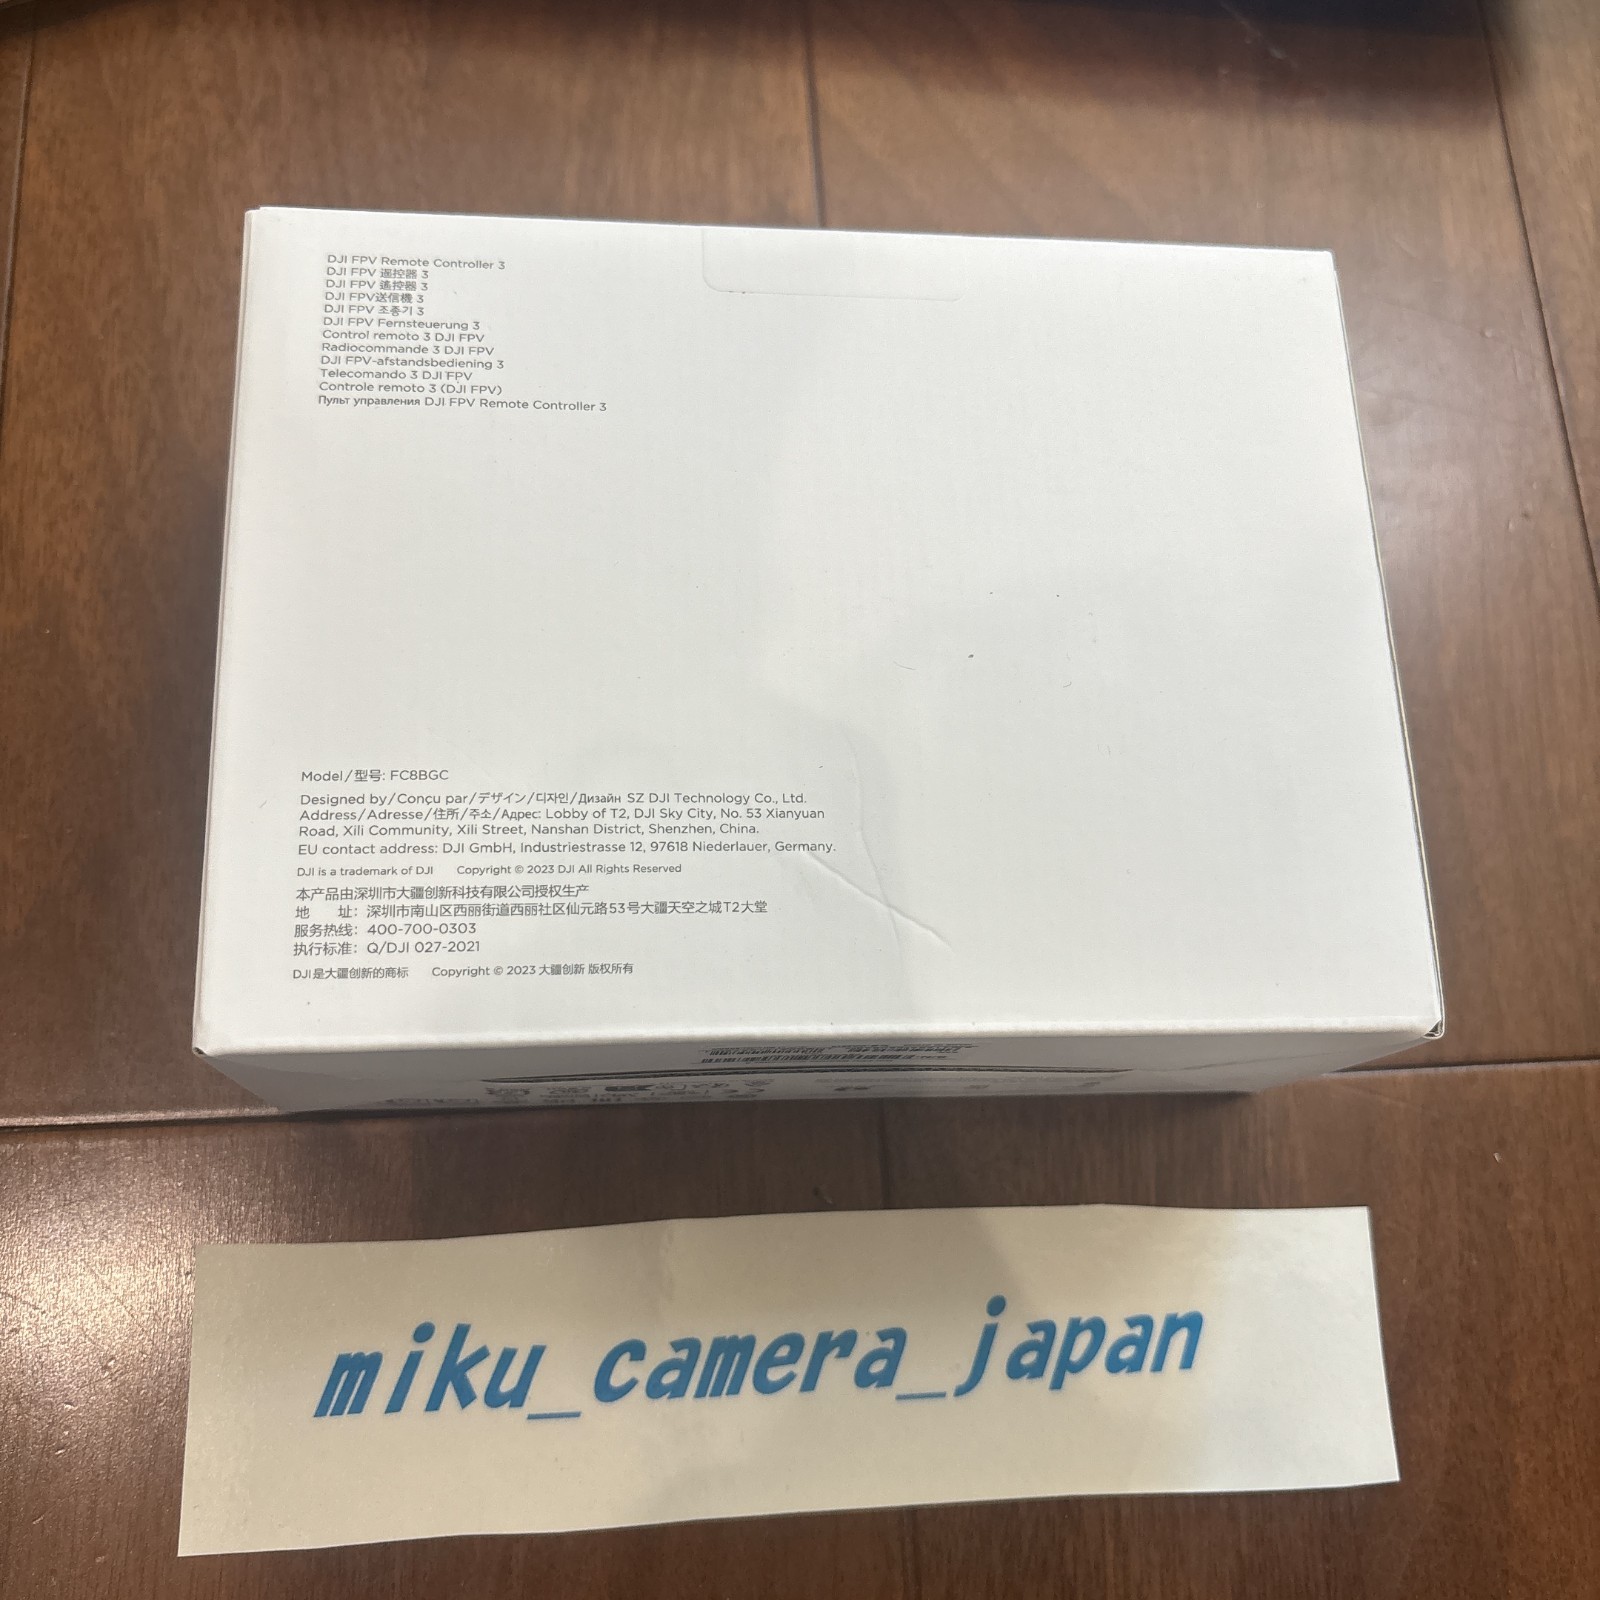 DJI FPV Remote Controller 3
DJI FPV 遥控器 3
DJI FPV 遙控器 3
DJI FPV送信機 3
DJI FPV 조종기 3
DJI FPV Fernsteuerung 3
Control remoto 3 DJI FPV
Radiocommande 3 DJI FPV
DJI FPV-afstandsbediening 3
Telecomando 3 DJI FPV
Controle remoto 3 (DJI FPV)
Пульт управления DJI FPV Remote Controller 3
Model/型号: FC8BGC
Designed by/Conçu par/デザイン/디자인/Дизайн SZ DJI Technology Co., Ltd.
Address/Adresse/住所/주소/Адрес: Lobby of T2, DJI Sky City, No. 53 Xianyuan
Road, Xili Community, Xili Street, Nanshan District, Shenzhen, China.
EU contact address: DJI GmbH, Industriestrasse 12, 97618 Niederlauer, Germany.
DJI is a trademark of DJI Copyright © 2023 DJI All Rights Reserved
本产品由深圳市大疆创新科技有限公司授权生产
地 址：深圳市南山区西丽街道西丽社区仙元路53号大疆天空之城T2大堂
服务热线：400-700-0303
执行标准：Q/DJI 027-2021
DJI是大疆创新的商标 Copyright © 2023 大疆创新 版权所有
miku_camera_japan